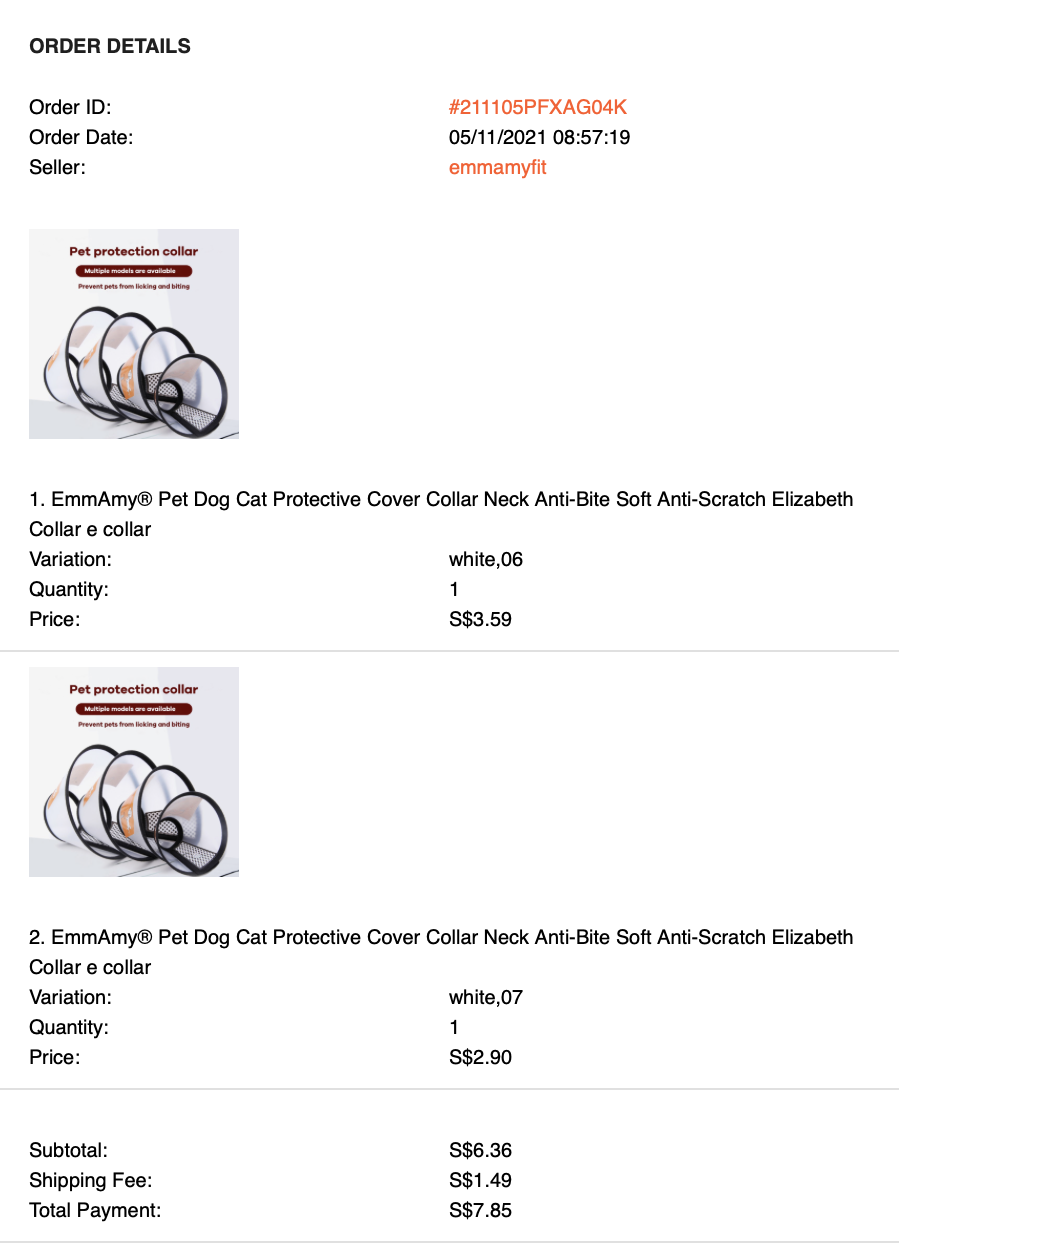 ORDER DETAILS
Order ID: #211105PFXAG04K
Order Date: 05/11/2021 08:57:19
Seller: emmamyfit
Pet protection collar
Multiple models are available
Prevent pets from licking and biting
1. EmmAmy® Pet Dog Cat Protective Cover Collar Neck Anti-Bite Soft Anti-Scratch Elizabeth
Collar e collar
Variation: white,06
Quantity: 1
Price: S$3.59
Pet protection collar
Multiple models are available
Prevent pets from licking and biting
2. EmmAmy® Pet Dog Cat Protective Cover Collar Neck Anti-Bite Soft Anti-Scratch Elizabeth
Collar e collar
Variation: white,07
Quantity: 1
Price: S$2.90
Subtotal: S$6.36
Shipping Fee: S$1.49
Total Payment: S$7.85